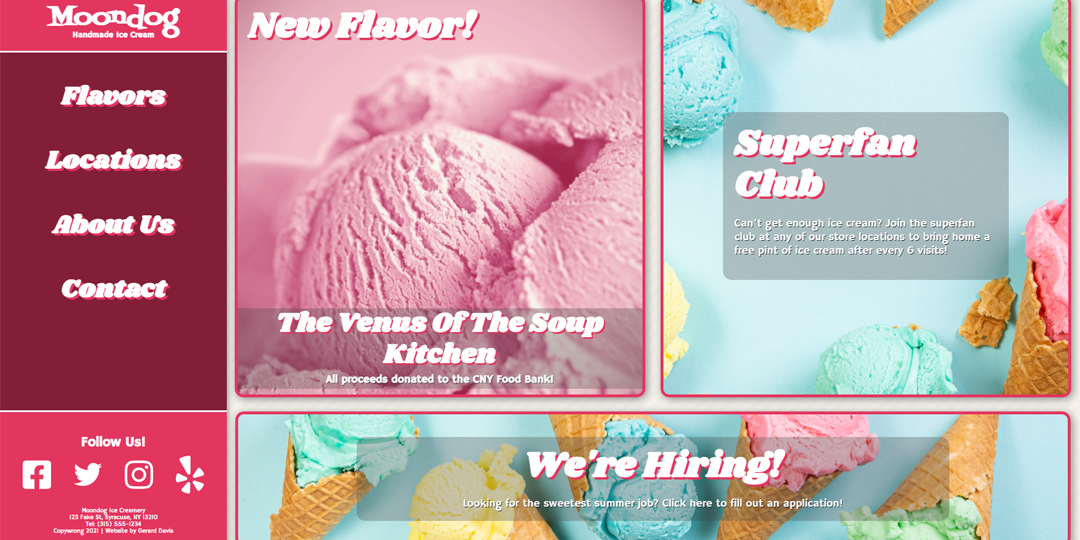 Moondog
Handmade Ice Cream
Flavors
Locations
About Us
Contact
Follow Us!
Moondog Ice Creamery
123 Fake St, Syracuse, NY 13210
Tel: (315) 555-1234
Copywrong 2021 | Website by Gerard Davis
New Flavor!
The Venus Of The Soup
Kitchen
All proceeds donated to the CNY Food Bank!
Superfan
Club
Can't get enough ice cream? Join the superfan
club at any of our store locations to bring home a
free pint of ice cream after every 6 visits!
We're Hiring!
Looking for the sweetest summer job? Click here to fill out an application!